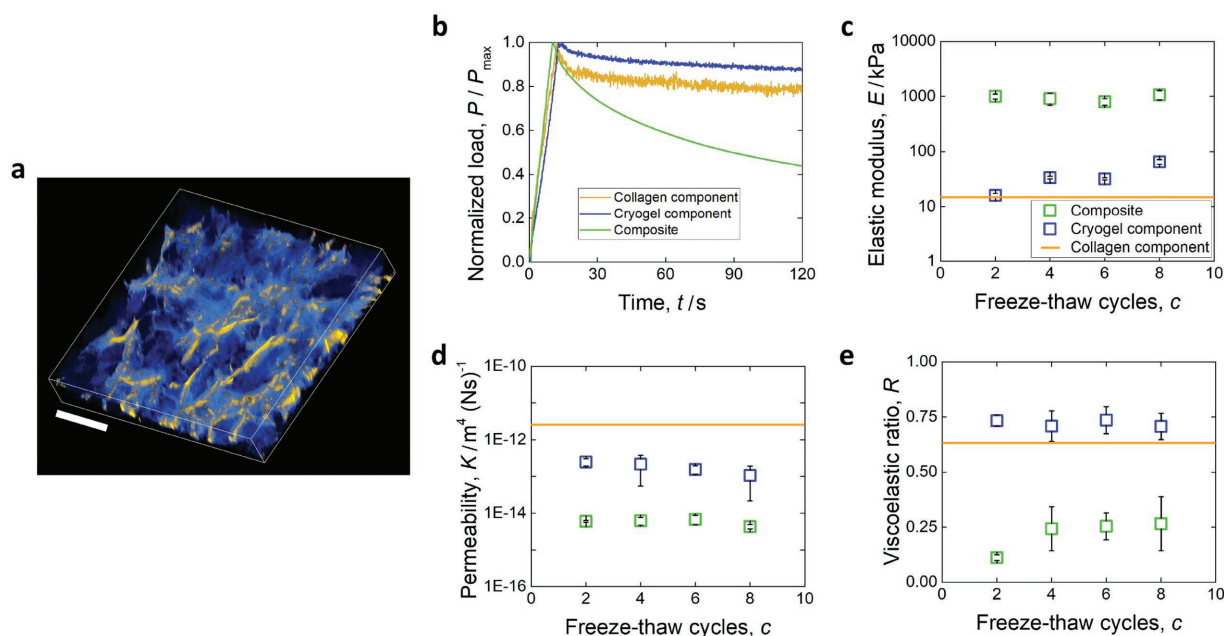 a
b
Normalized load, P / Pmax
1.0
0.8
0.6
0.4
0.2
0.0
Collagen component
Cryogel component
Composite
0 30 60 90 120
Time, t / s
c
Elastic modulus, E / kPa
10000
1000
100
10
1
Composite
Cryogel component
Collagen component
0 2 4 6 8 10
Freeze-thaw cycles, c
d
Permeability, K / m⁴ (Ns)⁻¹
1E-10
1E-12
1E-14
1E-16
0 2 4 6 8 10
Freeze-thaw cycles, c
e
Viscoelastic ratio, R
1.00
0.75
0.50
0.25
0.00
0 2 4 6 8 10
Freeze-thaw cycles, c